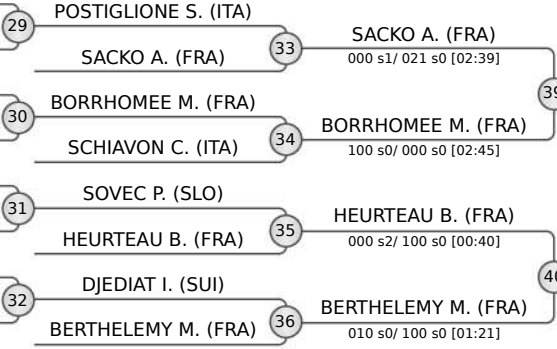 29
POSTIGLIONE S. (ITA)
SACKO A. (FRA)
33
SACKO A. (FRA)
000 s1/ 021 s0 [02:39]
39
30
BORRHOMEE M. (FRA)
SCHIAVON C. (ITA)
34
BORRHOMEE M. (FRA)
100 s0/ 000 s0 [02:45]
31
SOVEC P. (SLO)
HEURTEAU B. (FRA)
35
HEURTEAU B. (FRA)
000 s2/ 100 s0 [00:40]
40
32
DJEDIAT I. (SUI)
BERTHELEMY M. (FRA)
36
BERTHELEMY M. (FRA)
010 s0/ 100 s0 [01:21]